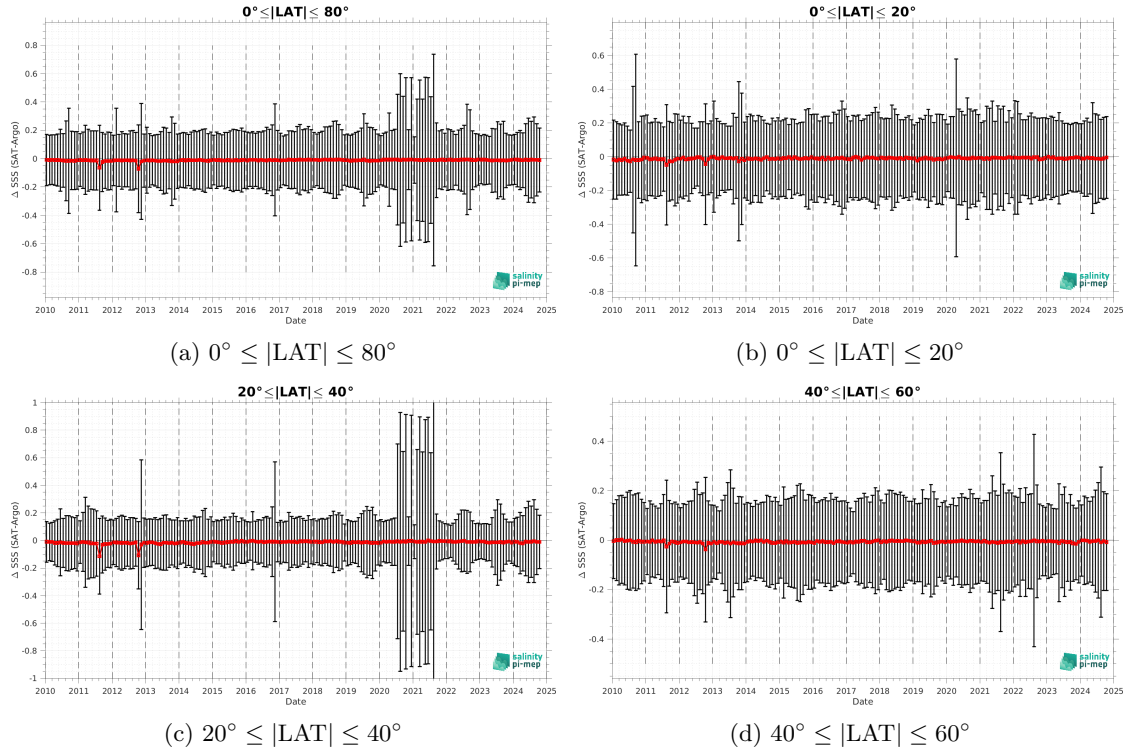 0°≤|LAT|≤ 80°
Δ SSS (SAT-Argo)
0.8
0.6
0.4
0.2
0
-0.2
-0.4
-0.6
-0.8
2010 2011 2012 2013 2014 2015 2016 2017 2018 2019 2020 2021 2022 2023 2024 2025
Date
salinity
pi-mep
(a) 0° ≤ |LAT| ≤ 80°
0°≤|LAT|≤ 20°
Δ SSS (SAT-Argo)
0.6
0.4
0.2
0
-0.2
-0.4
-0.6
-0.8
2010 2011 2012 2013 2014 2015 2016 2017 2018 2019 2020 2021 2022 2023 2024 2025
Date
salinity
pi-mep
(b) 0° ≤ |LAT| ≤ 20°
20°≤|LAT|≤ 40°
Δ SSS (SAT-Argo)
1
0.8
0.6
0.4
0.2
0
-0.2
-0.4
-0.6
-0.8
-1
2010 2011 2012 2013 2014 2015 2016 2017 2018 2019 2020 2021 2022 2023 2024 2025
Date
salinity
pi-mep
(c) 20° ≤ |LAT| ≤ 40°
40°≤|LAT|≤ 60°
Δ SSS (SAT-Argo)
0.4
0.2
0
-0.2
-0.4
2010 2011 2012 2013 2014 2015 2016 2017 2018 2019 2020 2021 2022 2023 2024 2025
Date
salinity
pi-mep
(d) 40° ≤ |LAT| ≤ 60°